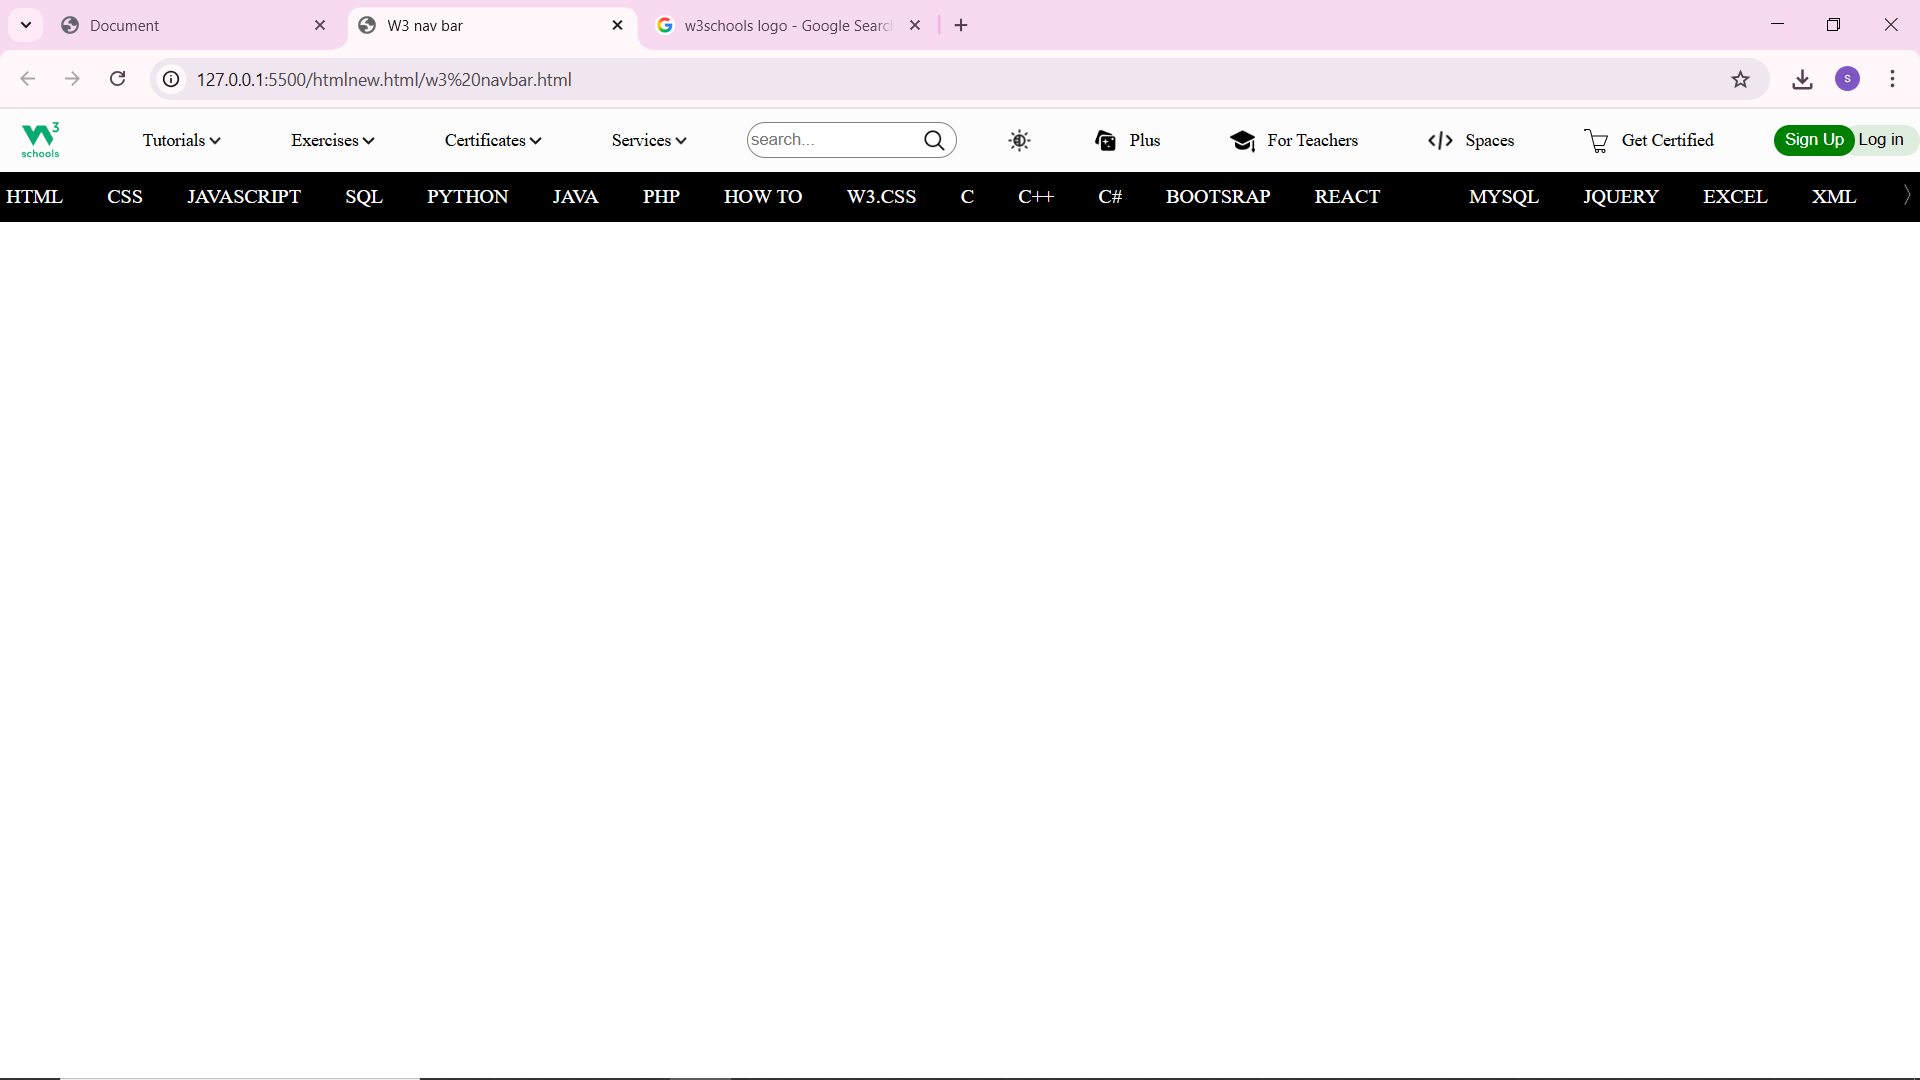 Document
W3 nav bar
w3schools logo - Google Searc
127.0.0.1:5500/htmlnew.html/w3%20navbar.html
S
W3 schools
Tutorials
Exercises
Certificates
Services
search...
Plus
For Teachers
Spaces
Get Certified
Sign Up
Log in
HTML CSS JAVASCRIPT SQL PYTHON JAVA PHP HOW TO W3.CSS C C++ C# BOOTSRAP REACT MYSQL JQUERY EXCEL XML